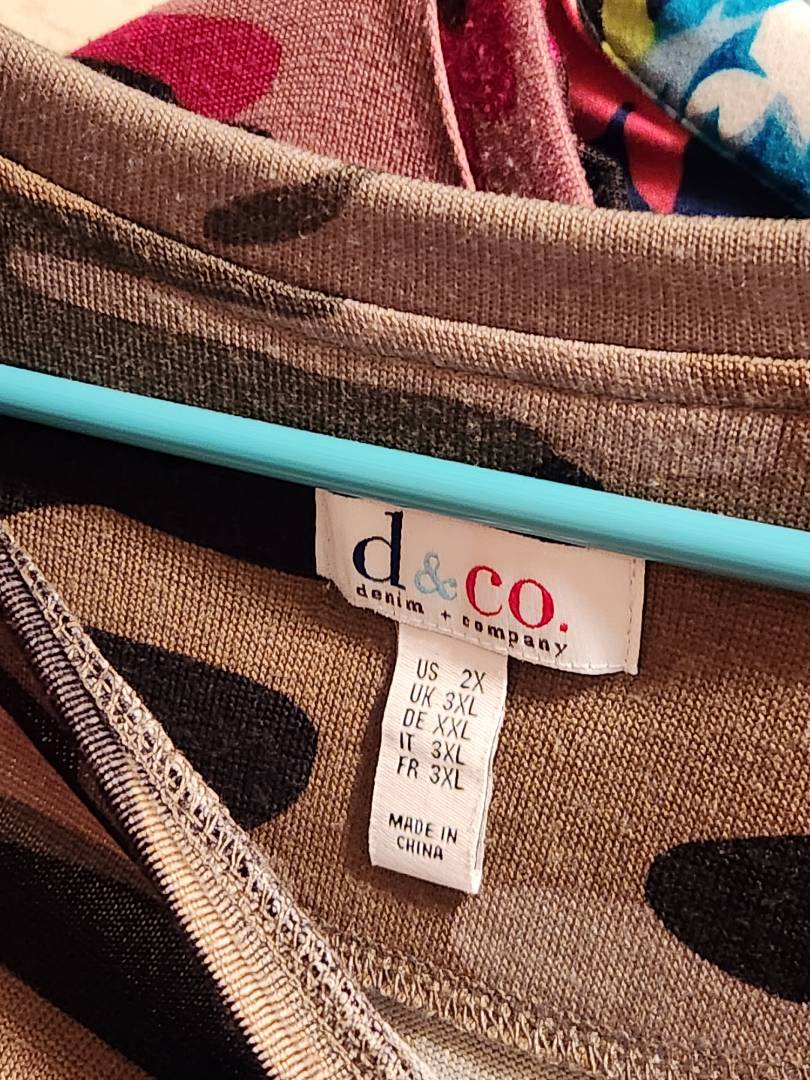 d&co.
denim + company
US 2X
UK 3XL
DE XXL
IT 3XL
FR 3XL
MADE IN
CHINA